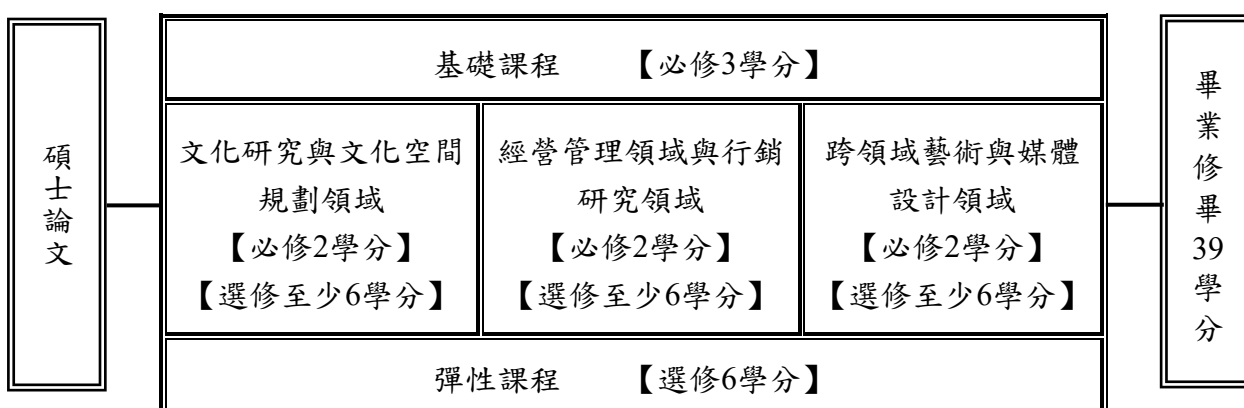 碩士論文
基礎課程 【必修3學分】
文化研究與文化空間
規劃領域
【必修2學分】
【選修至少6學分】
經營管理領域與行銷
研究領域
【必修2學分】
【選修至少6學分】
跨領域藝術與媒體
設計領域
【必修2學分】
【選修至少6學分】
彈性課程 【選修6學分】
畢業修畢39學分